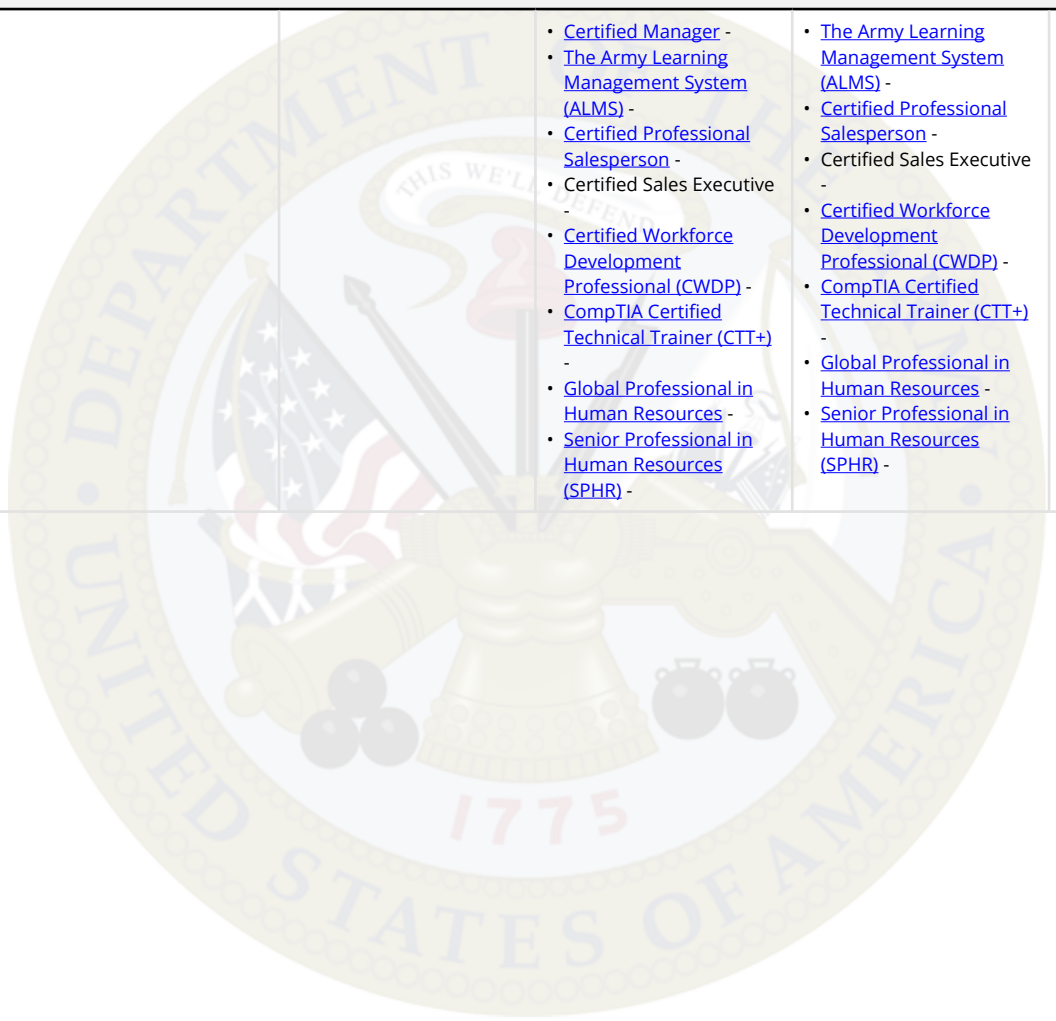 • Certified Manager -
• The Army Learning
Management System
(ALMS) -
• Certified Professional
Salesperson -
• Certified Sales Executive
-
• Certified Workforce
Development
Professional (CWDP) -
• CompTIA Certified
Technical Trainer (CTT+)
-
• Global Professional in
Human Resources -
• Senior Professional in
Human Resources
(SPHR) -
• The Army Learning
Management System
(ALMS) -
• Certified Professional
Salesperson -
• Certified Sales Executive
-
• Certified Workforce
Development
Professional (CWDP) -
• CompTIA Certified
Technical Trainer (CTT+)
-
• Global Professional in
Human Resources -
• Senior Professional in
Human Resources
(SPHR) -
DEPARTMENT OF THE ARMY
THIS WE'LL DEFEND
1775
• UNITED STATES OF AMERICA •